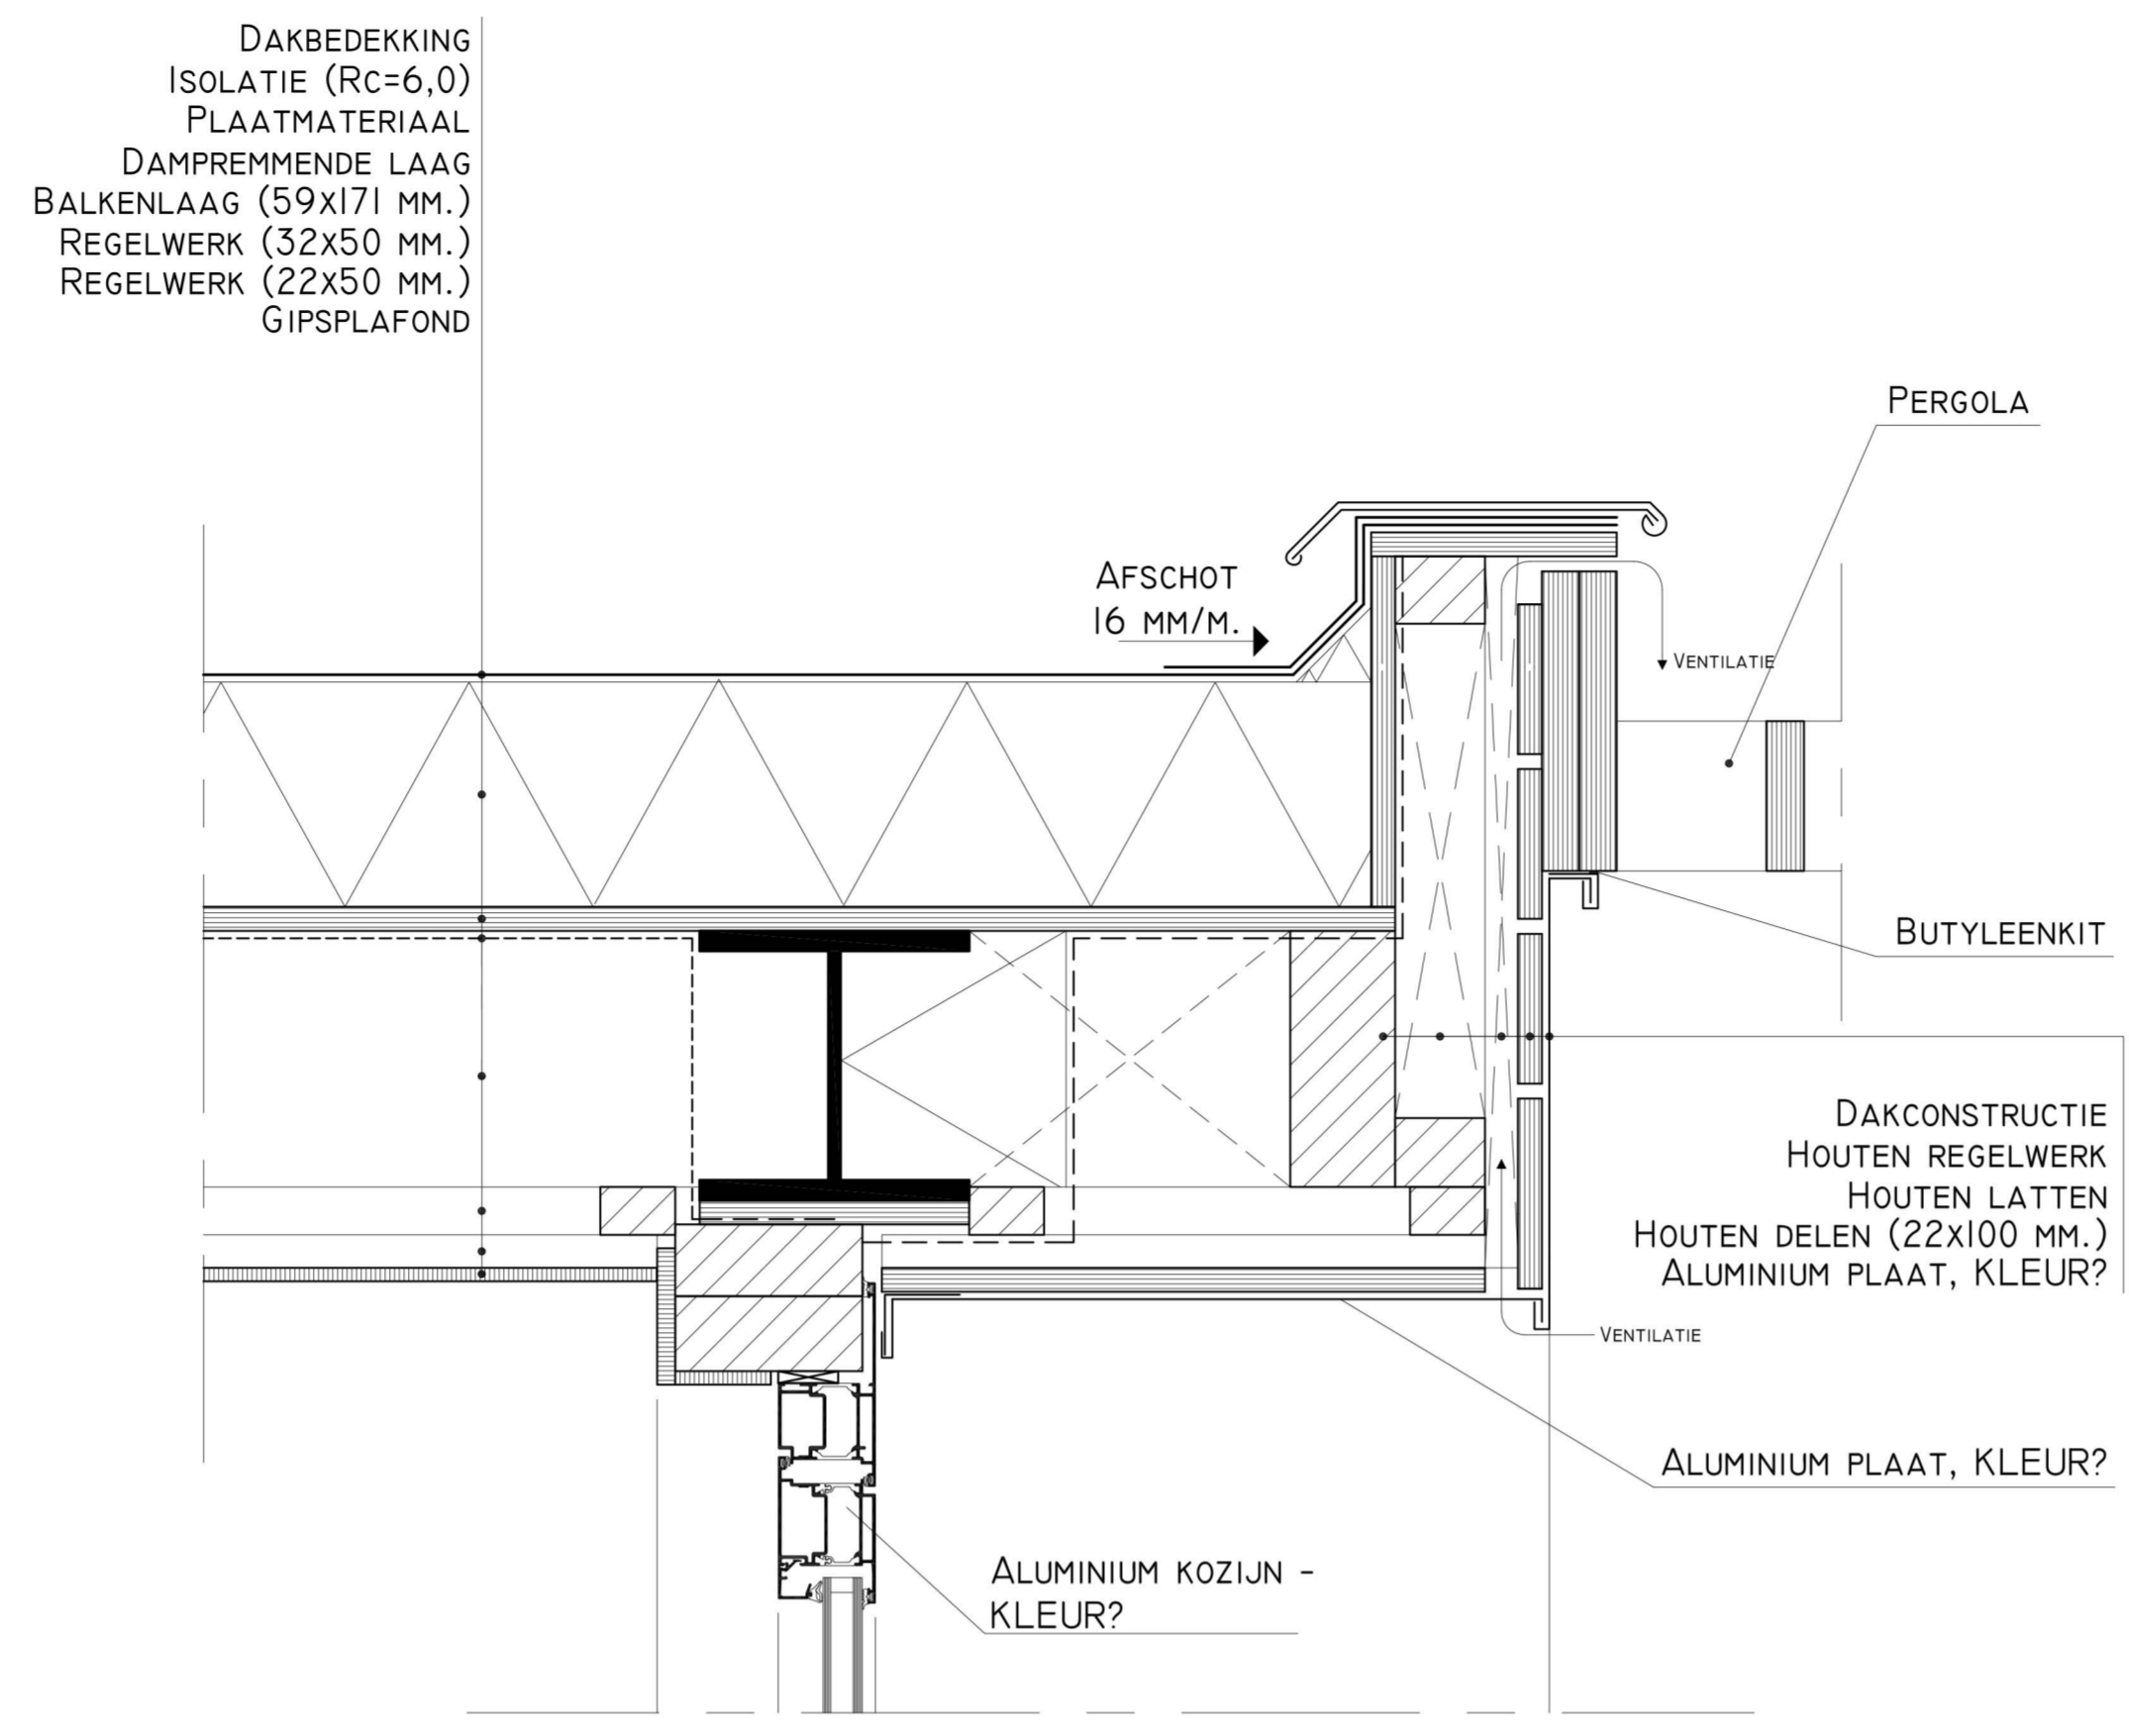 Dakbedekking
Isolatie (Rc=6,0)
Plaatmateriaal
Dampremmende laag
Balkenlaag (59x171 mm.)
Regelwerk (32x50 mm.)
Regelwerk (22x50 mm.)
Gipsplafond
Pergola
Afschot
16 mm/m.
Ventilatie
Butyleenkit
Dakconstructie
Houten regelwerk
Houten latten
Houten delen (22x100 mm.)
Aluminium plaat, KLEUR?
Ventilatie
Aluminium plaat, KLEUR?
Aluminium kozijn -
KLEUR?